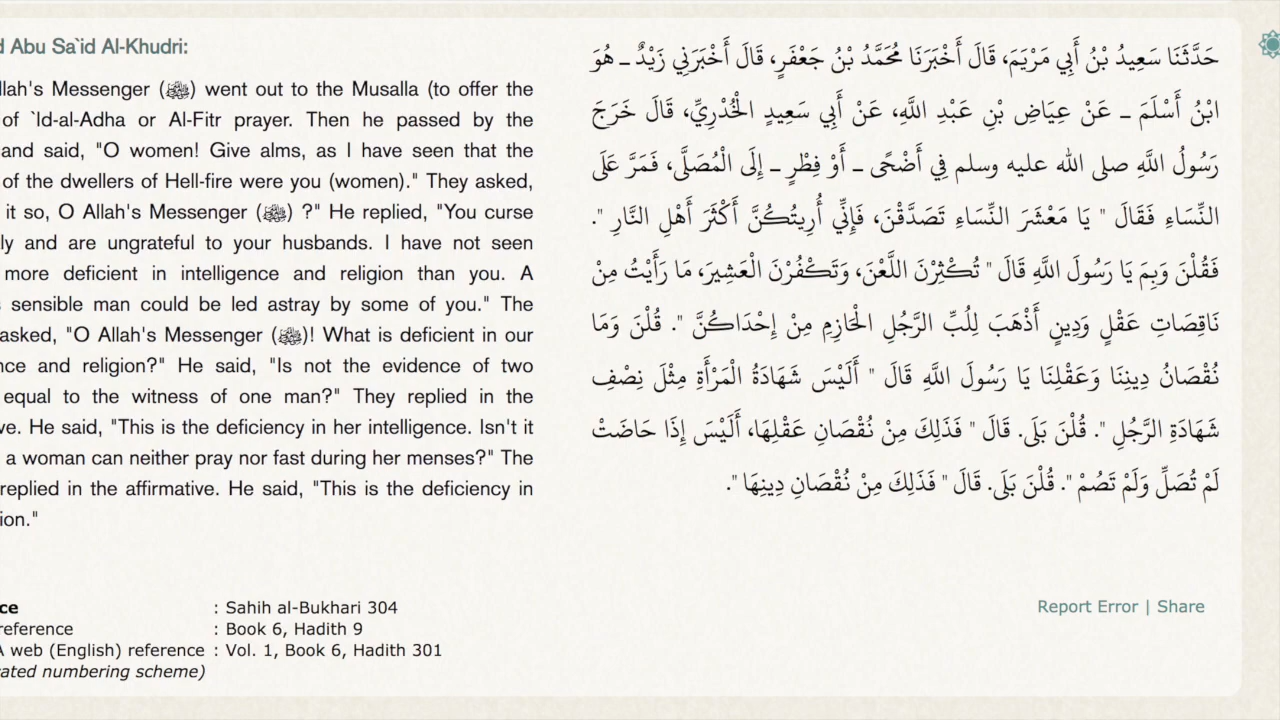 Abu Sa`id Al-Khudri:
Allah's Messenger (ﷺ) went out to the Musalla (to offer the
of `Id-al-Adha or Al-Fitr prayer. Then he passed by the
and said, "O women! Give alms, as I have seen that the
of the dwellers of Hell-fire were you (women)." They asked,
it so, O Allah's Messenger (ﷺ) ?" He replied, "You curse
ly and are ungrateful to your husbands. I have not seen
more deficient in intelligence and religion than you. A
sensible man could be led astray by some of you." The
asked, "O Allah's Messenger (ﷺ)! What is deficient in our
nce and religion?" He said, "Is not the evidence of two
equal to the witness of one man?" They replied in the
ve. He said, "This is the deficiency in her intelligence. Isn't it
a woman can neither pray nor fast during her menses?" The
replied in the affirmative. He said, "This is the deficiency in
ion."
حَدَّثَنَا سَعِيدُ بْنُ أَبِي مَرْيَمَ، قَالَ أَخْبَرَنَا مُحَمَّدُ بْنُ جَعْفَرٍ، قَالَ أَخْبَرَنِي زَيْدٌ ـ هُوَ
ابْنُ أَسْلَمَ ـ عَنْ عِيَاضِ بْنِ عَبْدِ اللَّهِ، عَنْ أَبِي سَعِيدٍ الْخُدْرِيِّ، قَالَ خَرَجَ
رَسُولُ اللَّهِ صلى الله عليه وسلم فِي أَضْحًى ـ أَوْ فِطْرٍ ـ إِلَى الْمُصَلَّى، فَمَرَّ عَلَى
النِّسَاءِ فَقَالَ " يَا مَعْشَرَ النِّسَاءِ تَصَدَّقْنَ، فَإِنِّي أُرِيتُكُنَّ أَكْثَرَ أَهْلِ النَّارِ ".
فَقُلْنَ وَبِمَ يَا رَسُولَ اللَّهِ قَالَ " تُكْثِرْنَ اللَّعْنَ، وَتَكْفُرْنَ الْعَشِيرَ، مَا رَأَيْتُ مِنْ
نَاقِصَاتِ عَقْلٍ وَدِينٍ أَذْهَبَ لِلُبِّ الرَّجُلِ الْحَازِمِ مِنْ إِحْدَاكُنَّ ". قُلْنَ وَمَا
نُقْصَانُ دِينِنَا وَعَقْلِنَا يَا رَسُولَ اللَّهِ قَالَ " أَلَيْسَ شَهَادَةُ الْمَرْأَةِ مِثْلَ نِصْفِ
شَهَادَةِ الرَّجُلِ ". قُلْنَ بَلَى. قَالَ " فَذَلِكَ مِنْ نُقْصَانِ عَقْلِهَا، أَلَيْسَ إِذَا حَاضَتْ
لَمْ تُصَلِّ وَلَمْ تَصُمْ ". قُلْنَ بَلَى. قَالَ " فَذَلِكَ مِنْ نُقْصَانِ دِينِهَا ".
ce : Sahih al-Bukhari 304
reference : Book 6, Hadith 9
A web (English) reference : Vol. 1, Book 6, Hadith 301
cated numbering scheme)
Report Error | Share